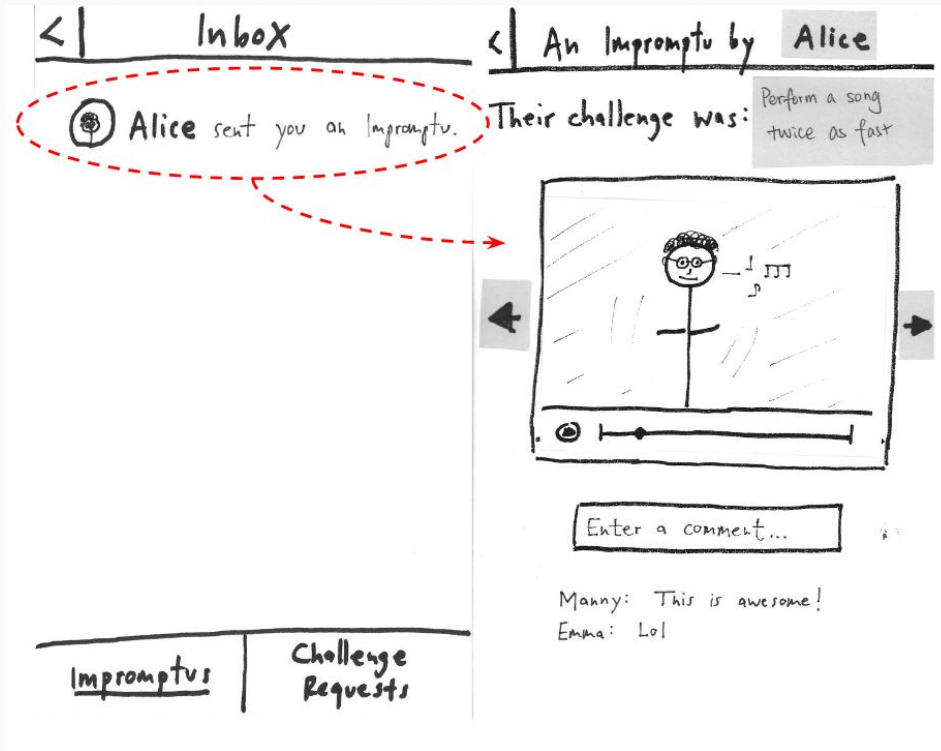 < Inbox
Alice sent you an Impromptu.
Impromptus
Challenge
Requests
< An Impromptu by Alice
Their challenge was:
Perform a song
twice as fast
Enter a comment...
Manny: This is awesome!
Emma: Lol